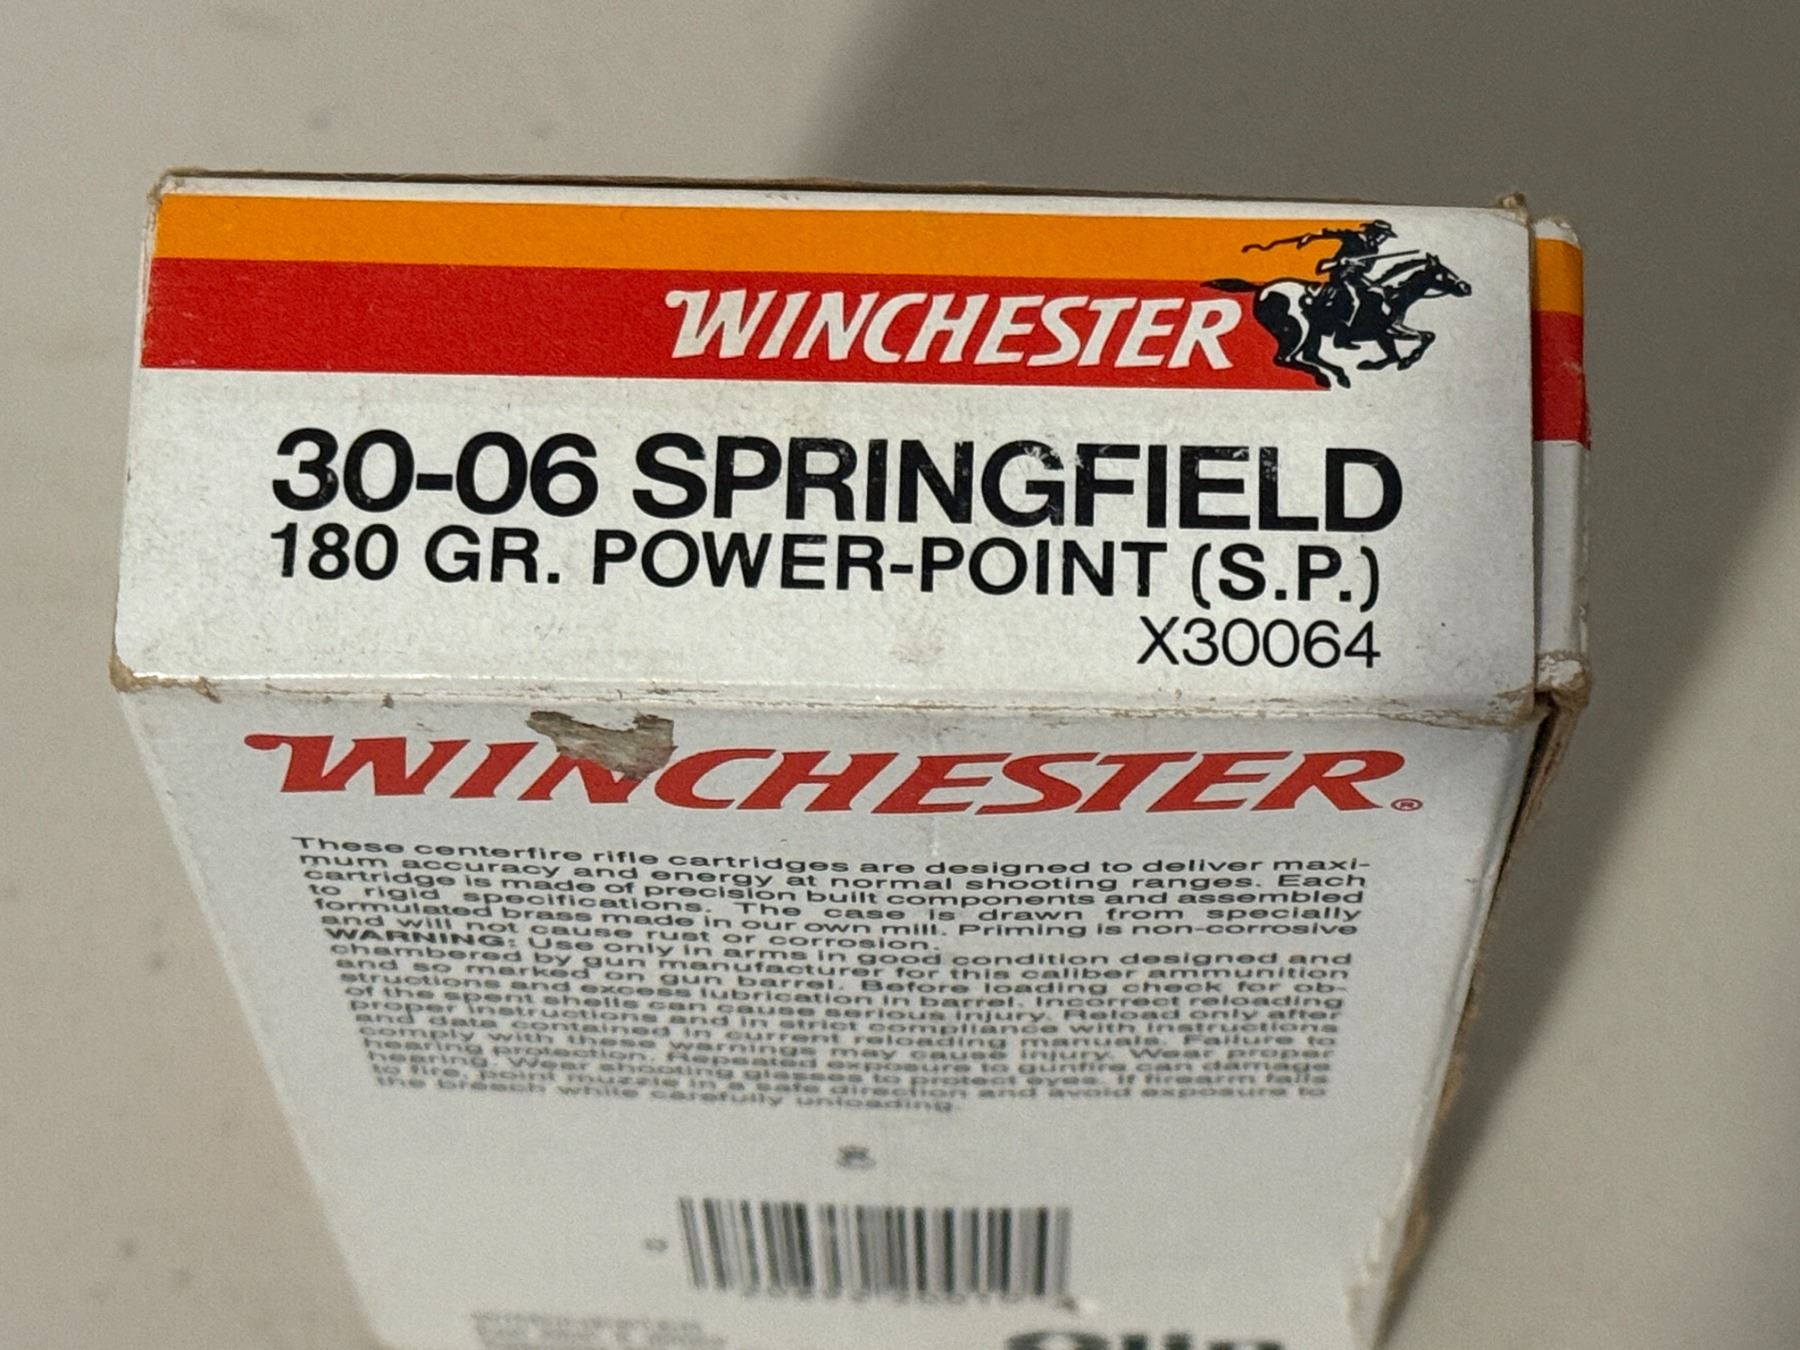 WINCHESTER
30-06 SPRINGFIELD
180 GR. POWER-POINT (S.P.)
X30064
WINCHESTER®
These centerfire rifle cartridges are designed to deliver maxi-
mum accuracy and energy at normal shooting ranges. Each
cartridge is made of precision built components and assembled
to rigid specifications. The case is drawn from specially
formulated brass made in our own mill. Priming is non-corrosive
and will not cause rust or corrosion.
WARNING: Use only in arms in good condition designed and
chambered by gun manufacturer for this caliber ammunition
and so marked on gun barrel. Before loading check for ob-
structions and excess lubrication in barrel. Incorrect reloading
of the spent shells can cause serious injury. Reload only after
proper instructions and in strict compliance with instructions
and data contained in current reloading manuals. Failure to
comply with these warnings may cause injury. Wear proper
hearing protection. Repeated exposure to gunfire can damage
hearing. Wear shooting glasses to protect eyes. If firearm fails
to fire, point muzzle in a safe direction and avoid exposure to
the breach while carefully unloading.
0
Olin